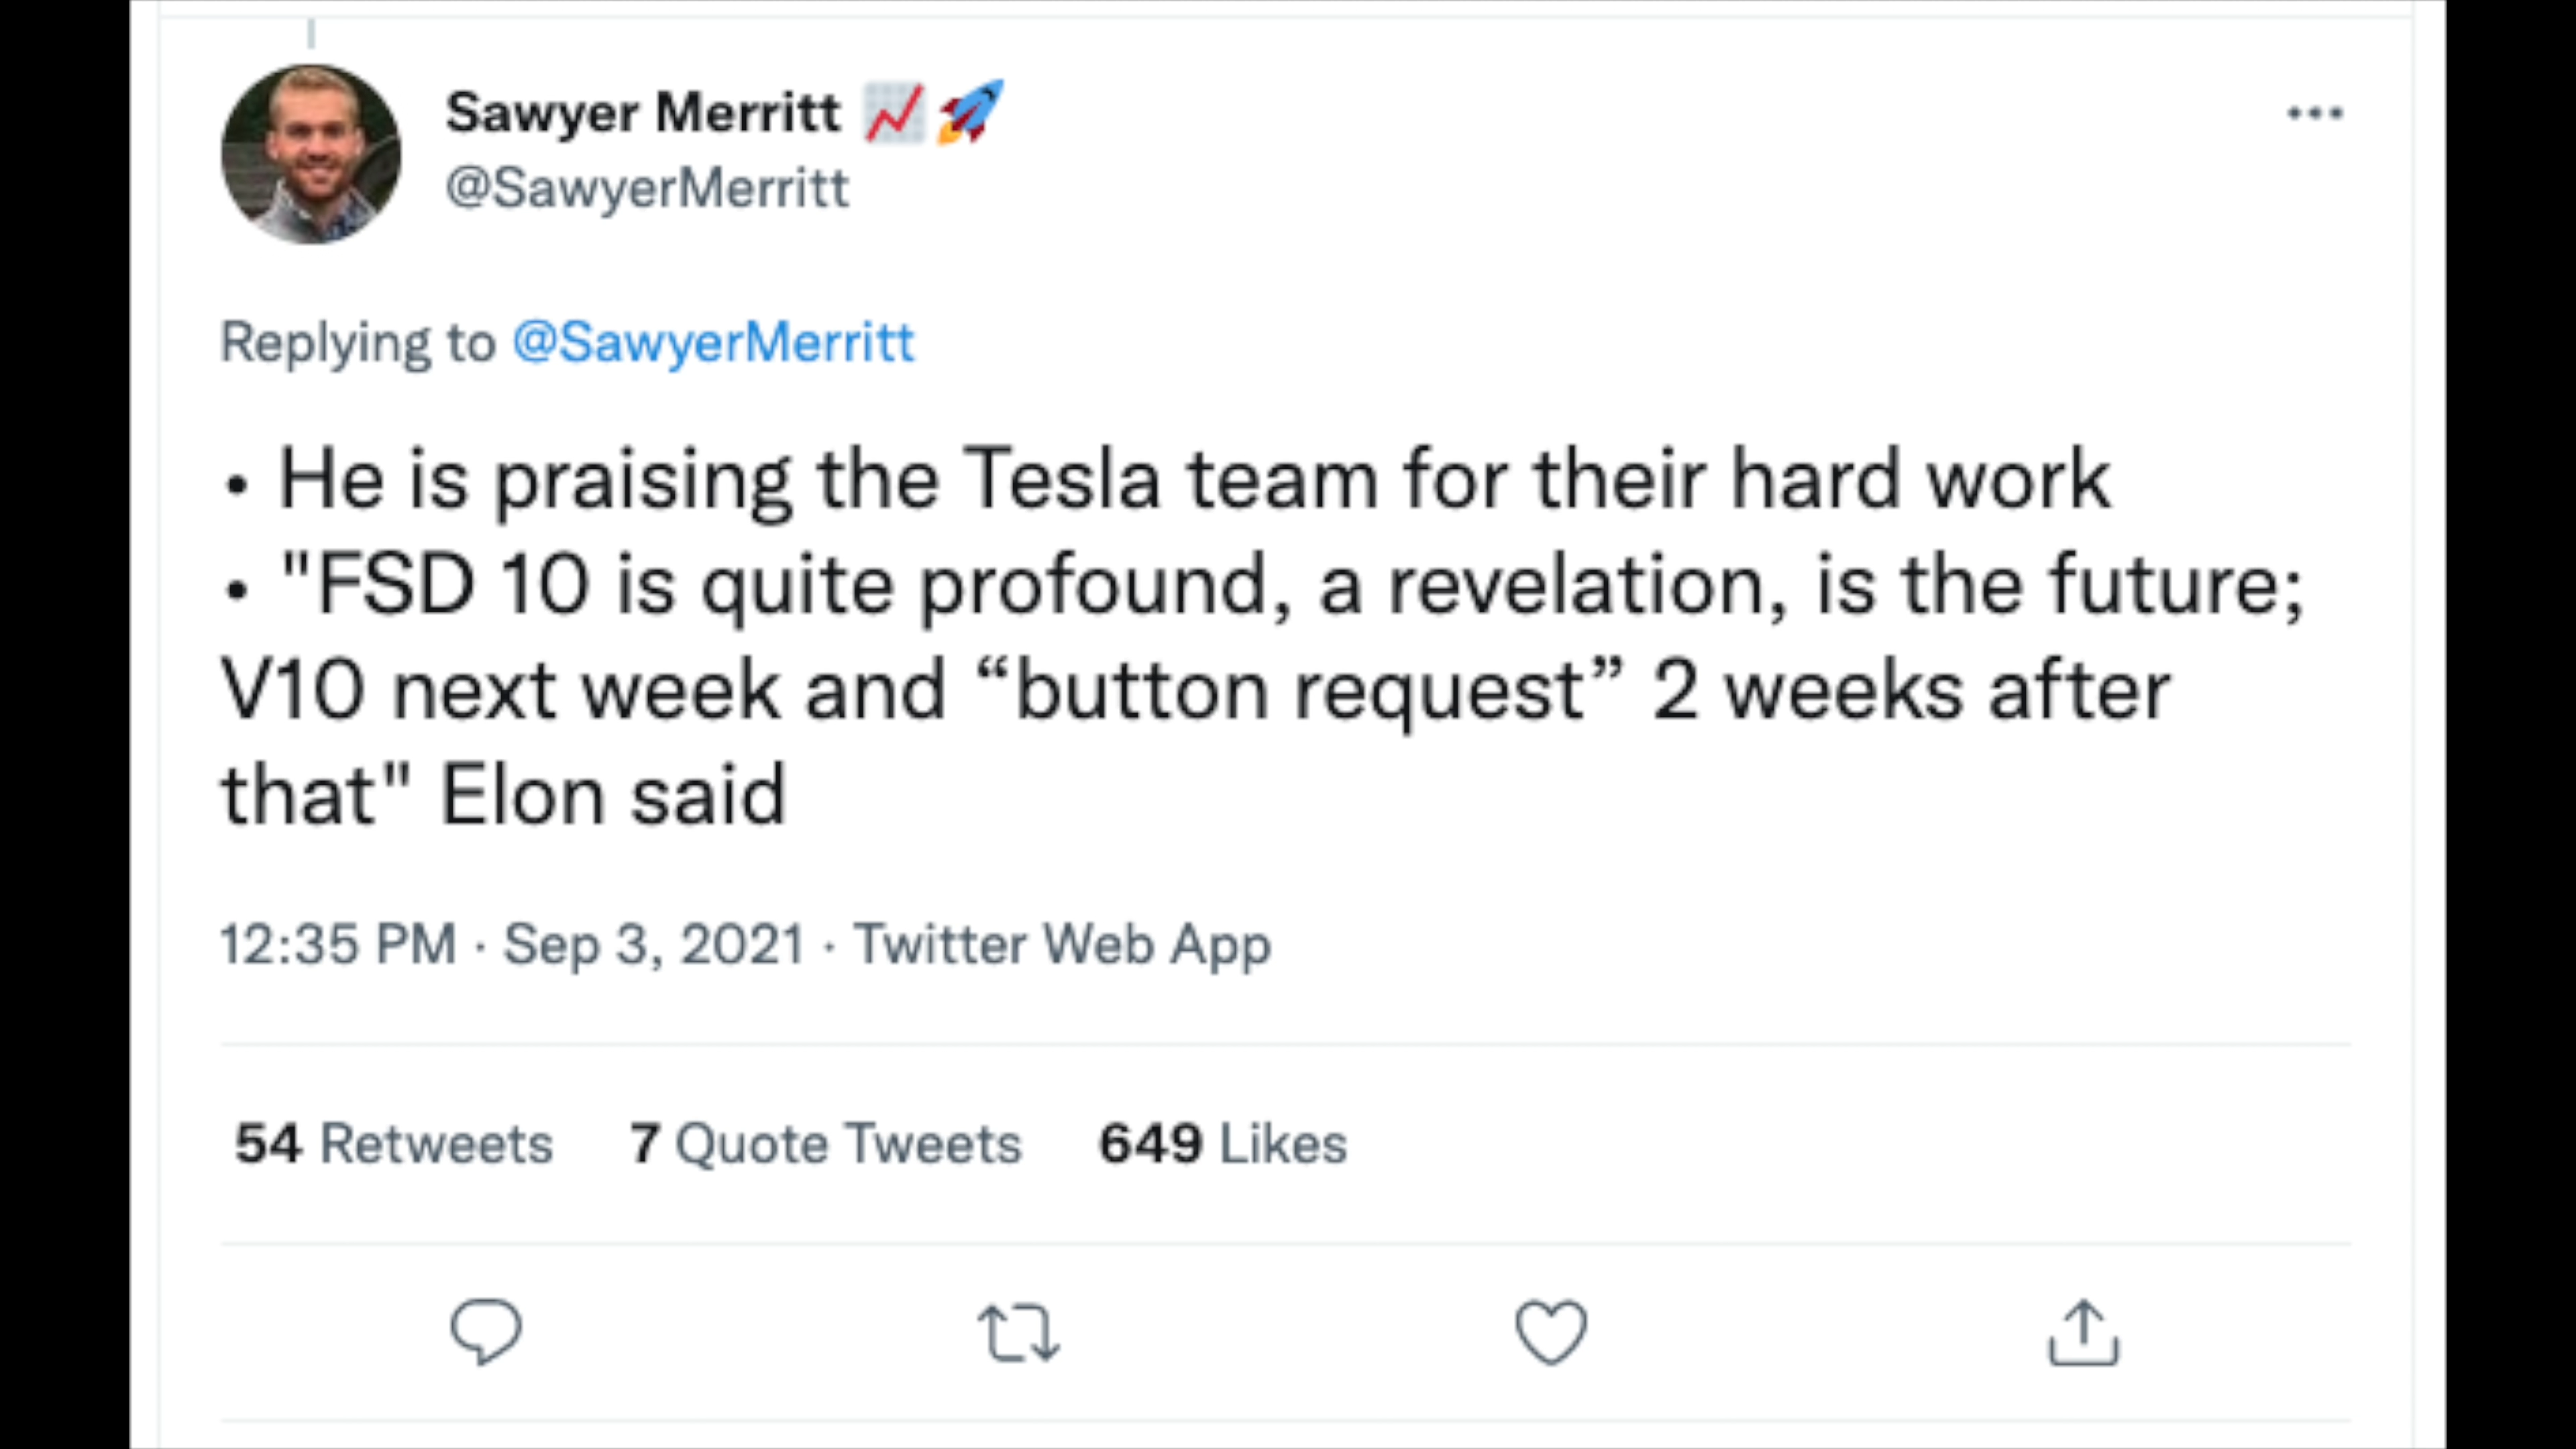 Sawyer Merritt 📈🚀
@SawyerMerritt
Replying to @SawyerMerritt
• He is praising the Tesla team for their hard work
• "FSD 10 is quite profound, a revelation, is the future;
V10 next week and “button request” 2 weeks after
that" Elon said
12:35 PM · Sep 3, 2021 · Twitter Web App
54 Retweets 7 Quote Tweets 649 Likes